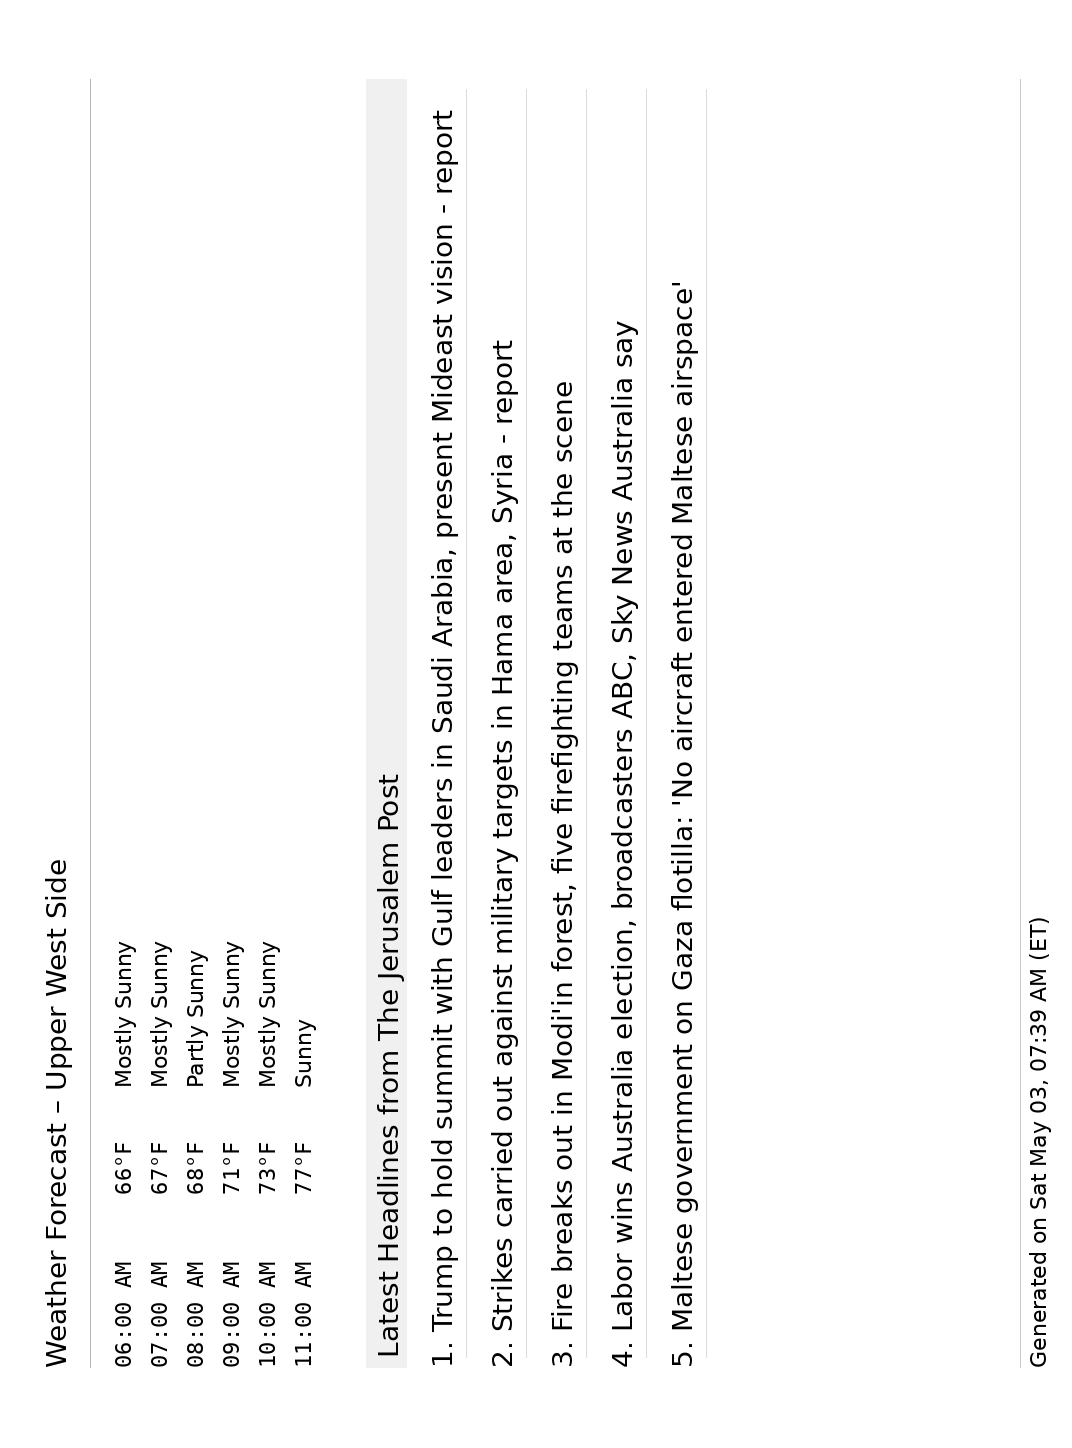 Weather Forecast – Upper West Side
06:00 AM 66°F Mostly Sunny
07:00 AM 67°F Mostly Sunny
08:00 AM 68°F Partly Sunny
09:00 AM 71°F Mostly Sunny
10:00 AM 73°F Mostly Sunny
11:00 AM 77°F Sunny
Latest Headlines from The Jerusalem Post
1. Trump to hold summit with Gulf leaders in Saudi Arabia, present Mideast vision - report
2. Strikes carried out against military targets in Hama area, Syria - report
3. Fire breaks out in Modi'in forest, five firefighting teams at the scene
4. Labor wins Australia election, broadcasters ABC, Sky News Australia say
5. Maltese government on Gaza flotilla: 'No aircraft entered Maltese airspace'
Generated on Sat May 03, 07:39 AM (ET)